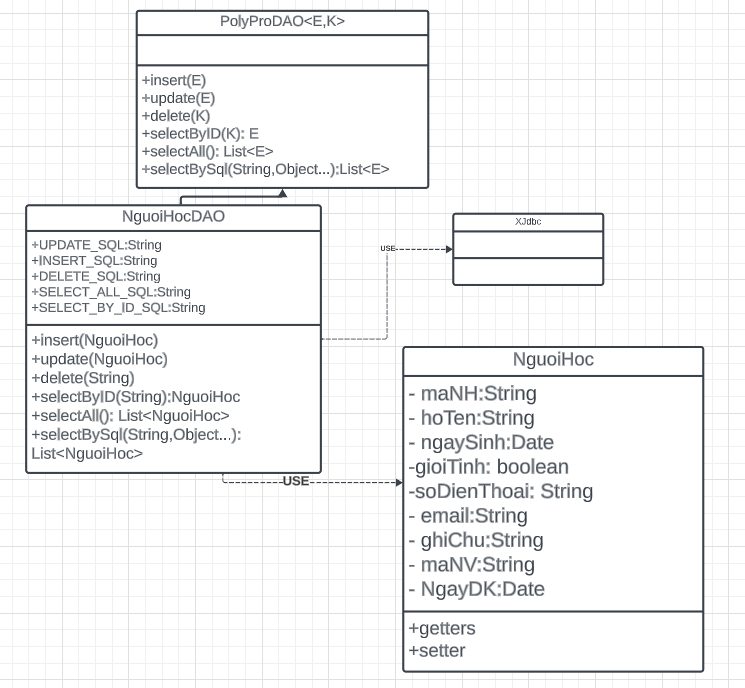 PolyProDAO<E,K>
+insert(E)
+update(E)
+delete(K)
+selectByID(K): E
+selectAll(): List<E>
+selectBySql(String,Object...):List<E>
NguoiHocDAO
+UPDATE_SQL:String
+INSERT_SQL:String
+DELETE_SQL:String
+SELECT_ALL_SQL:String
+SELECT_BY_ID_SQL:String
+insert(NguoiHoc)
+update(NguoiHoc)
+delete(String)
+selectByID(String):NguoiHoc
+selectAll(): List<NguoiHoc>
+selectBySql(String,Object...):
List<NguoiHoc>
USE
XJdbc
USE
NguoiHoc
- maNH:String
- hoTen:String
- ngaySinh:Date
-gioiTinh: boolean
-soDienThoai: String
- email:String
- ghiChu:String
- maNV:String
- NgayDK:Date
+getters
+setter